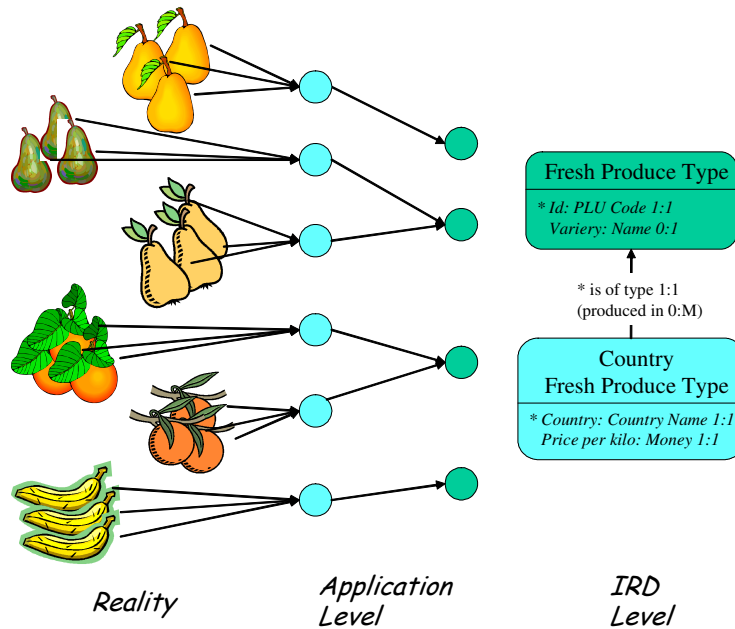 Fresh Produce Type
* Id: PLU Code 1:1
Variery: Name 0:1
* is of type 1:1
(produced in 0:M)
Country
Fresh Produce Type
* Country: Country Name 1:1
Price per kilo: Money 1:1
Reality
Application
Level
IRD
Level